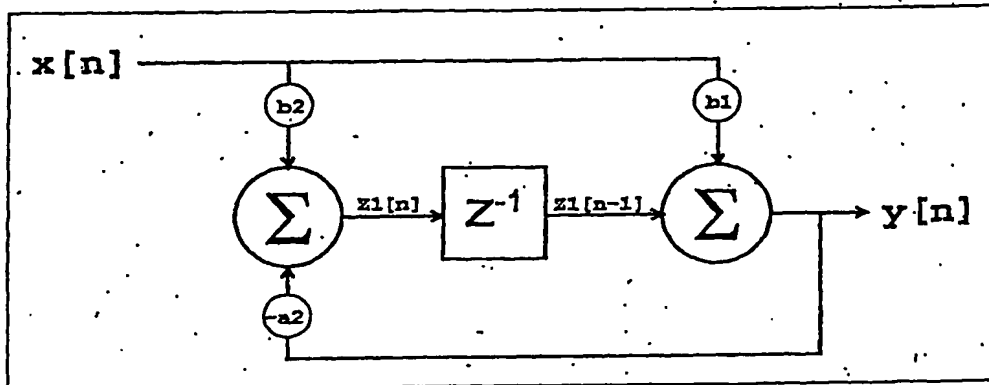 x[n]
b2
b1
Σ
z1[n]
Z-1
z1[n-1]
Σ
y[n]
-a2